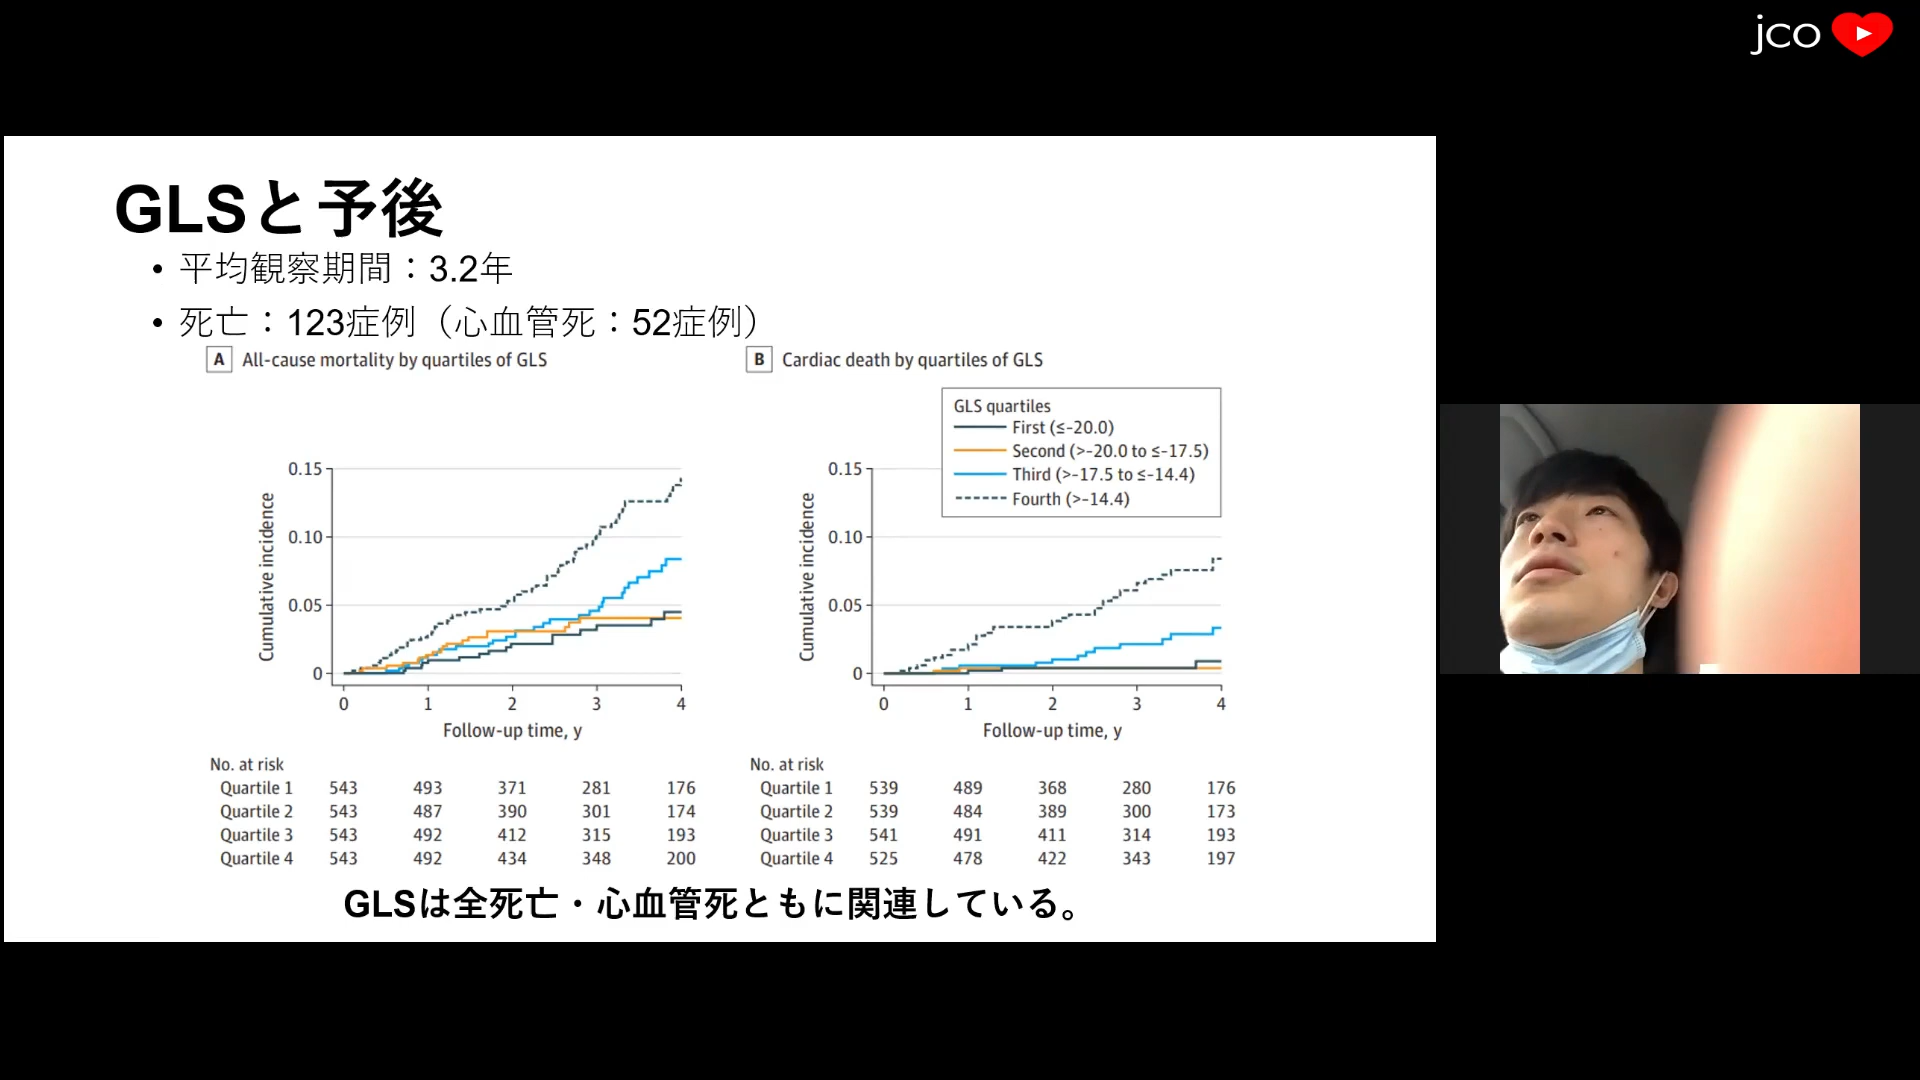 jco
GLSと予後
• 平均観察期間：3.2年
• 死亡：123症例（心血管死：52症例）
A All-cause mortality by quartiles of GLS
Cumulative incidence
0.15
0.10
0.05
0
0 1 2 3 4
Follow-up time, y
No. at risk
Quartile 1 543 493 371 281 176
Quartile 2 543 487 390 301 174
Quartile 3 543 492 412 315 193
Quartile 4 543 492 434 348 200
B Cardiac death by quartiles of GLS
GLS quartiles
First (≤-20.0)
Second (>-20.0 to ≤-17.5)
Third (>-17.5 to ≤-14.4)
Fourth (>-14.4)
Cumulative incidence
0.15
0.10
0.05
0
0 1 2 3 4
Follow-up time, y
No. at risk
Quartile 1 539 489 368 280 176
Quartile 2 539 484 389 300 173
Quartile 3 541 491 411 314 193
Quartile 4 525 478 422 343 197
GLSは全死亡・心血管死ともに関連している。